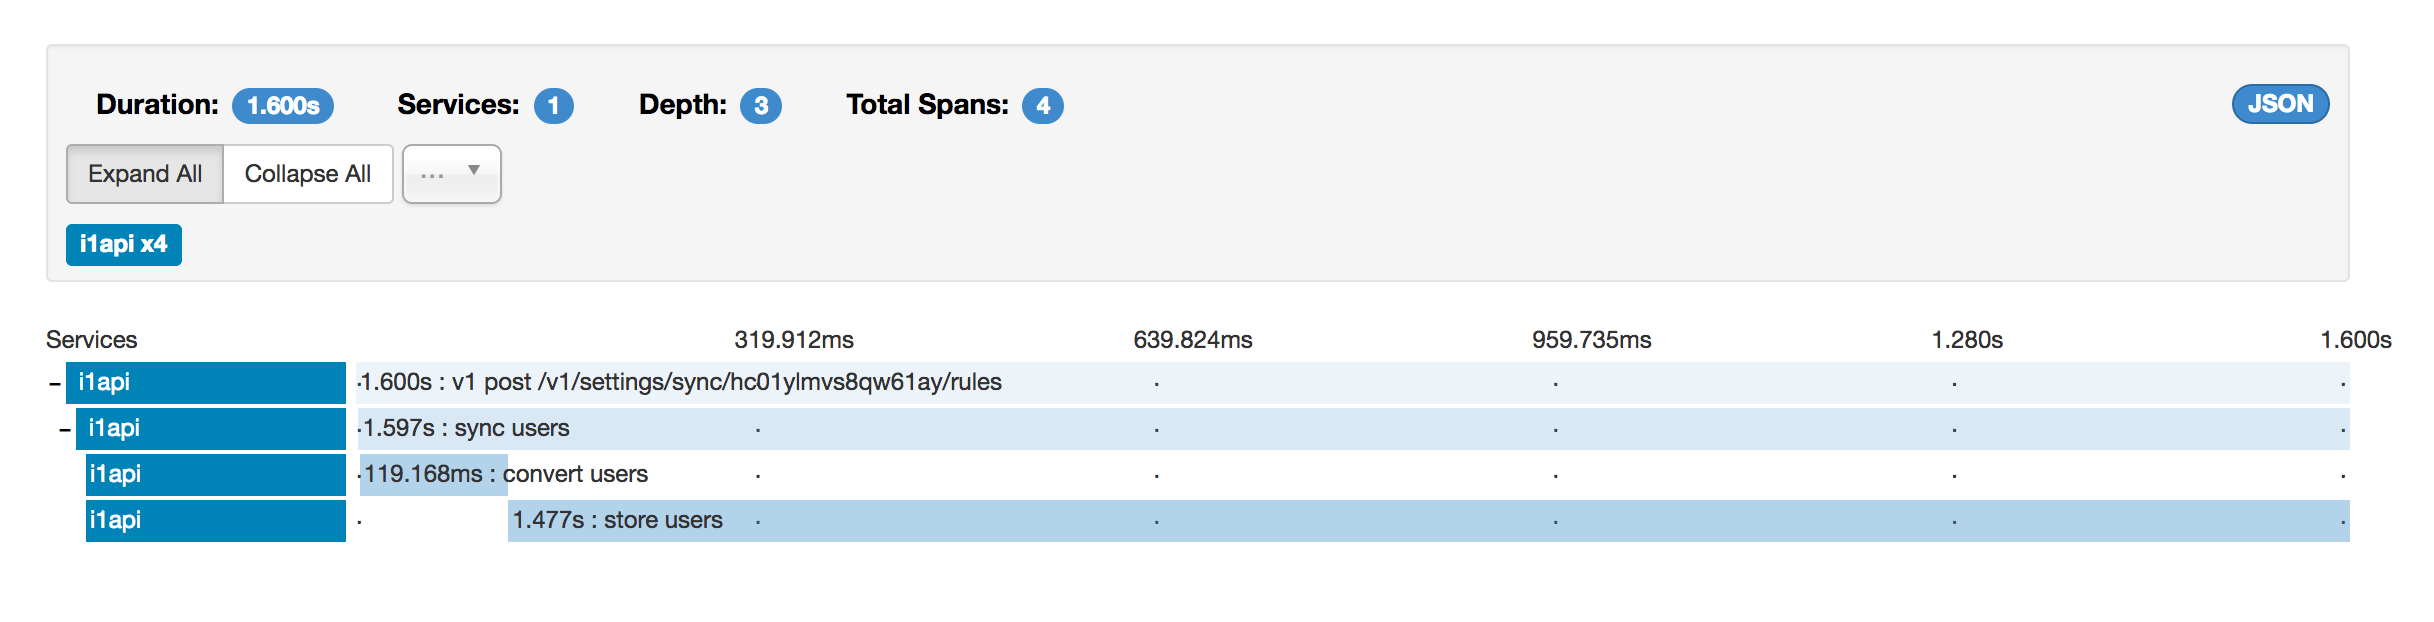 Duration: 1.600s Services: 1 Depth: 3 Total Spans: 4 JSON
Expand All Collapse All ...
i1api x4
Services 319.912ms 639.824ms 959.735ms 1.280s 1.600s
i1api 1.600s : v1 post /v1/settings/sync/hc01ylmvs8qw61ay/rules
i1api 1.597s : sync users
i1api 119.168ms : convert users
i1api 1.477s : store users